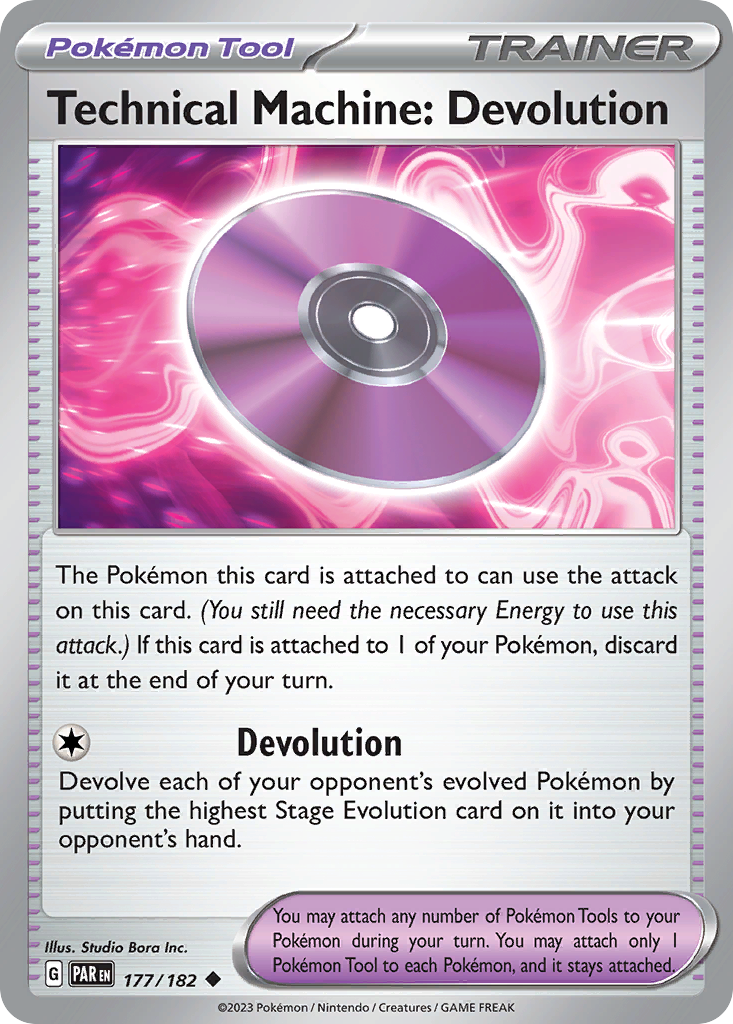 Pokémon Tool
TRAINER
Technical Machine: Devolution
The Pokémon this card is attached to can use the attack
on this card. (You still need the necessary Energy to use this
attack.) If this card is attached to 1 of your Pokémon, discard
it at the end of your turn.
Devolution
Devolve each of your opponent's evolved Pokémon by
putting the highest Stage Evolution card on it into your
opponent's hand.
You may attach any number of Pokémon Tools to your
Pokémon during your turn. You may attach only 1
Pokémon Tool to each Pokémon, and it stays attached.
Illus. Studio Bora Inc.
G PAR EN 177/182
©2023 Pokémon / Nintendo / Creatures / GAME FREAK